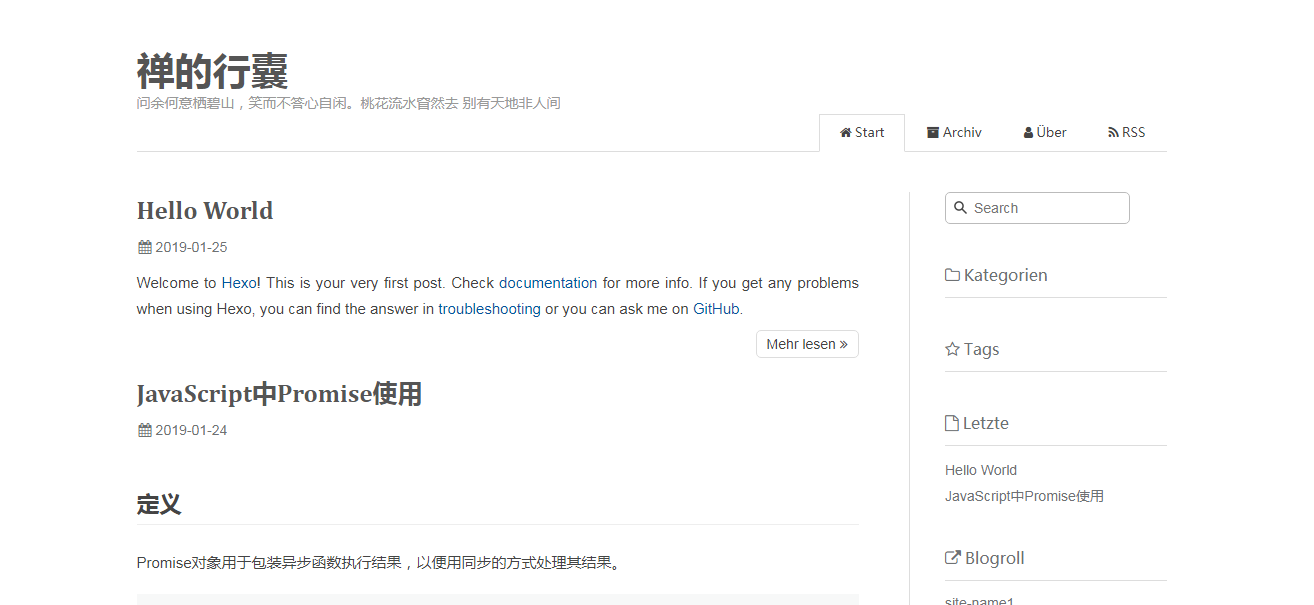 禅的行囊
问余何意栖碧山，笑而不答心自闲。桃花流水窅然去 别有天地非人间
Start
Archiv
Über
RSS
Hello World
2019-01-25
Welcome to Hexo! This is your very first post. Check documentation for more info. If you get any problems
when using Hexo, you can find the answer in troubleshooting or you can ask me on GitHub.
Mehr lesen »
JavaScript中Promise使用
2019-01-24
定义
Promise对象用于包装异步函数执行结果，以便用同步的方式处理其结果。
Search
Kategorien
Tags
Letzte
Hello World
JavaScript中Promise使用
Blogroll
site-name1